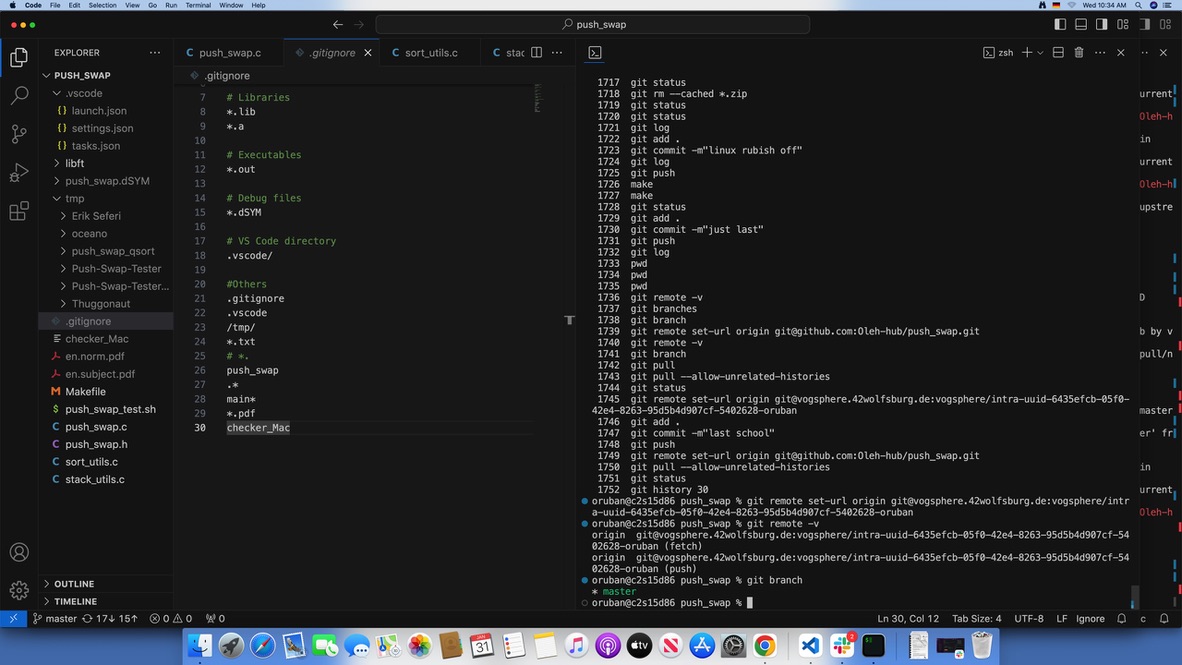 Code File Edit Selection View Go Run Terminal Window Help
Wed 10:34 AM
push_swap
EXPLORER
PUSH_SWAP
.vscode
launch.json
settings.json
tasks.json
libft
push_swap.dSYM
tmp
Erik Seferi
oceano
push_swap_qsort
Push-Swap-Tester
Push-Swap-Tester...
Thuggonaut
.gitignore
checker_Mac
en.norm.pdf
en.subject.pdf
Makefile
push_swap_test.sh
push_swap.c
push_swap.h
sort_utils.c
stack_utils.c
OUTLINE
TIMELINE
push_swap.c .gitignore sort_utils.c stac
.gitignore
7 # Libraries
8 *.lib
9 *.a
10
11 # Executables
12 *.out
13
14 # Debug files
15 *.dSYM
16
17 # VS Code directory
18 .vscode/
19
20 #Others
21 .gitignore
22 .vscode
23 /tmp/
24 *.txt
25 # *.
26 push_swap
27 .*
28 main*
29 *.pdf
30 checker_Mac
zsh
1717 git status
1718 git rm --cached *.zip
1719 git status
1720 git status
1721 git log
1722 git add .
1723 git commit -m"linux rubish off"
1724 git log
1725 git push
1726 make
1727 make
1728 git status
1729 git add .
1730 git commit -m"just last"
1731 git push
1732 git log
1733 pwd
1734 pwd
1735 pwd
1736 git remote -v
1737 git branches
1738 git branch
1739 git remote set-url origin git@github.com:Oleh-hub/push_swap.git
1740 git remote -v
1741 git branch
1742 git pull
1743 git pull --allow-unrelated-histories
1744 git status
1745 git remote set-url origin git@vogsphere.42wolfsburg.de:vogsphere/intra-uuid-6435efcb-05f0-
42e4-8263-95d5b4d907cf-5402628-oruban
1746 git add .
1747 git commit -m"last school"
1748 git push
1749 git remote set-url origin git@github.com:Oleh-hub/push_swap.git
1750 git pull --allow-unrelated-histories
1751 git status
1752 git history 30
oruban@c2s15d86 push_swap % git remote set-url origin git@vogsphere.42wolfsburg.de:vogsphere/intr
a-uuid-6435efcb-05f0-42e4-8263-95d5b4d907cf-5402628-oruban
oruban@c2s15d86 push_swap % git remote -v
origin git@vogsphere.42wolfsburg.de:vogsphere/intra-uuid-6435efcb-05f0-42e4-8263-95d5b4d907cf-54
02628-oruban (fetch)
origin git@vogsphere.42wolfsburg.de:vogsphere/intra-uuid-6435efcb-05f0-42e4-8263-95d5b4d907cf-54
02628-oruban (push)
oruban@c2s15d86 push_swap % git branch
* master
oruban@c2s15d86 push_swap %
urrent
Oleh-h
in
urrent
Oleh-h
upstre
D
b by v
pull/n
master
er' fr
in
urrent
Oleh-h
master 17↓ 15↑ 0 0 0
Ln 30, Col 12 Tab Size: 4 UTF-8 LF Ignore
31
tv
2